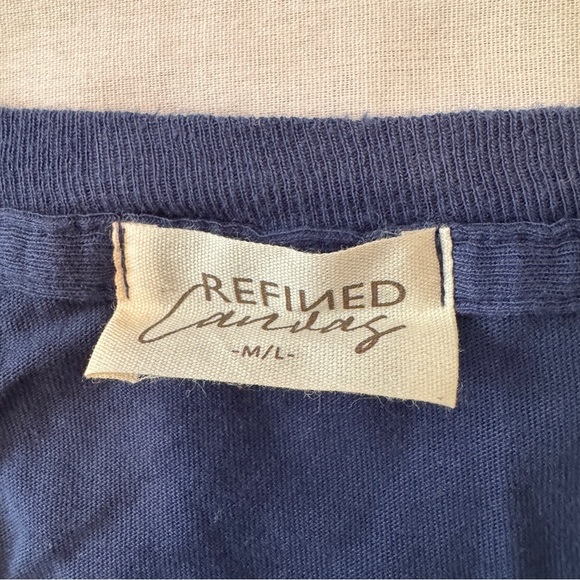 REFINED
Canvas
-M/L-